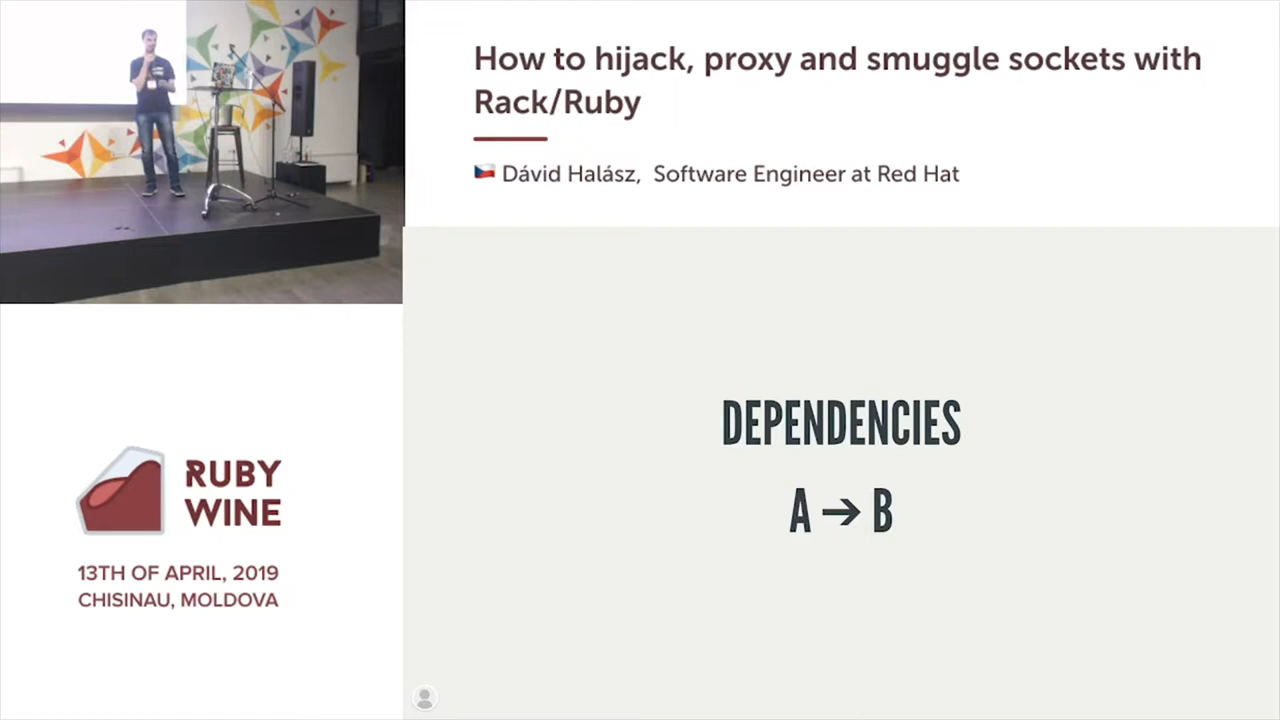 How to hijack, proxy and smuggle sockets with
Rack/Ruby
Dávid Halász, Software Engineer at Red Hat
DEPENDENCIES
A → B
RUBY
WINE
13TH OF APRIL, 2019
CHISINAU, MOLDOVA